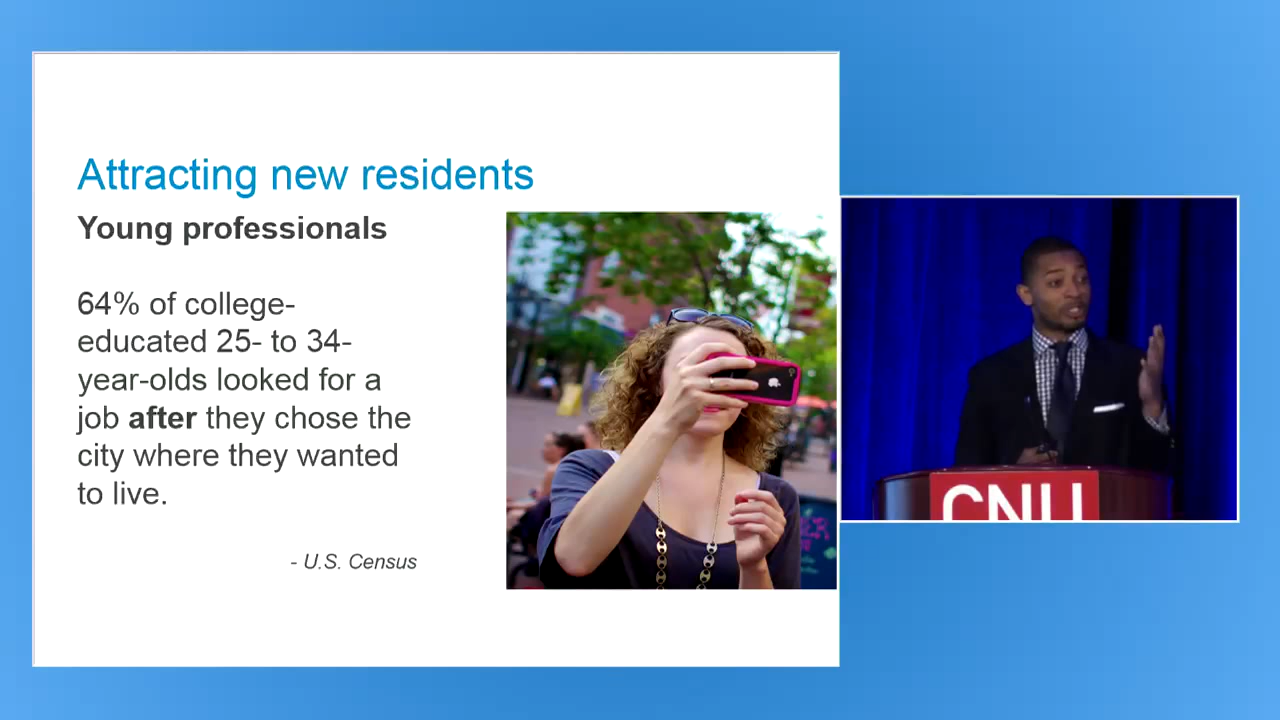 Attracting new residents
Young professionals
64% of college-
educated 25- to 34-
year-olds looked for a
job after they chose the
city where they wanted
to live.
- U.S. Census
CNU